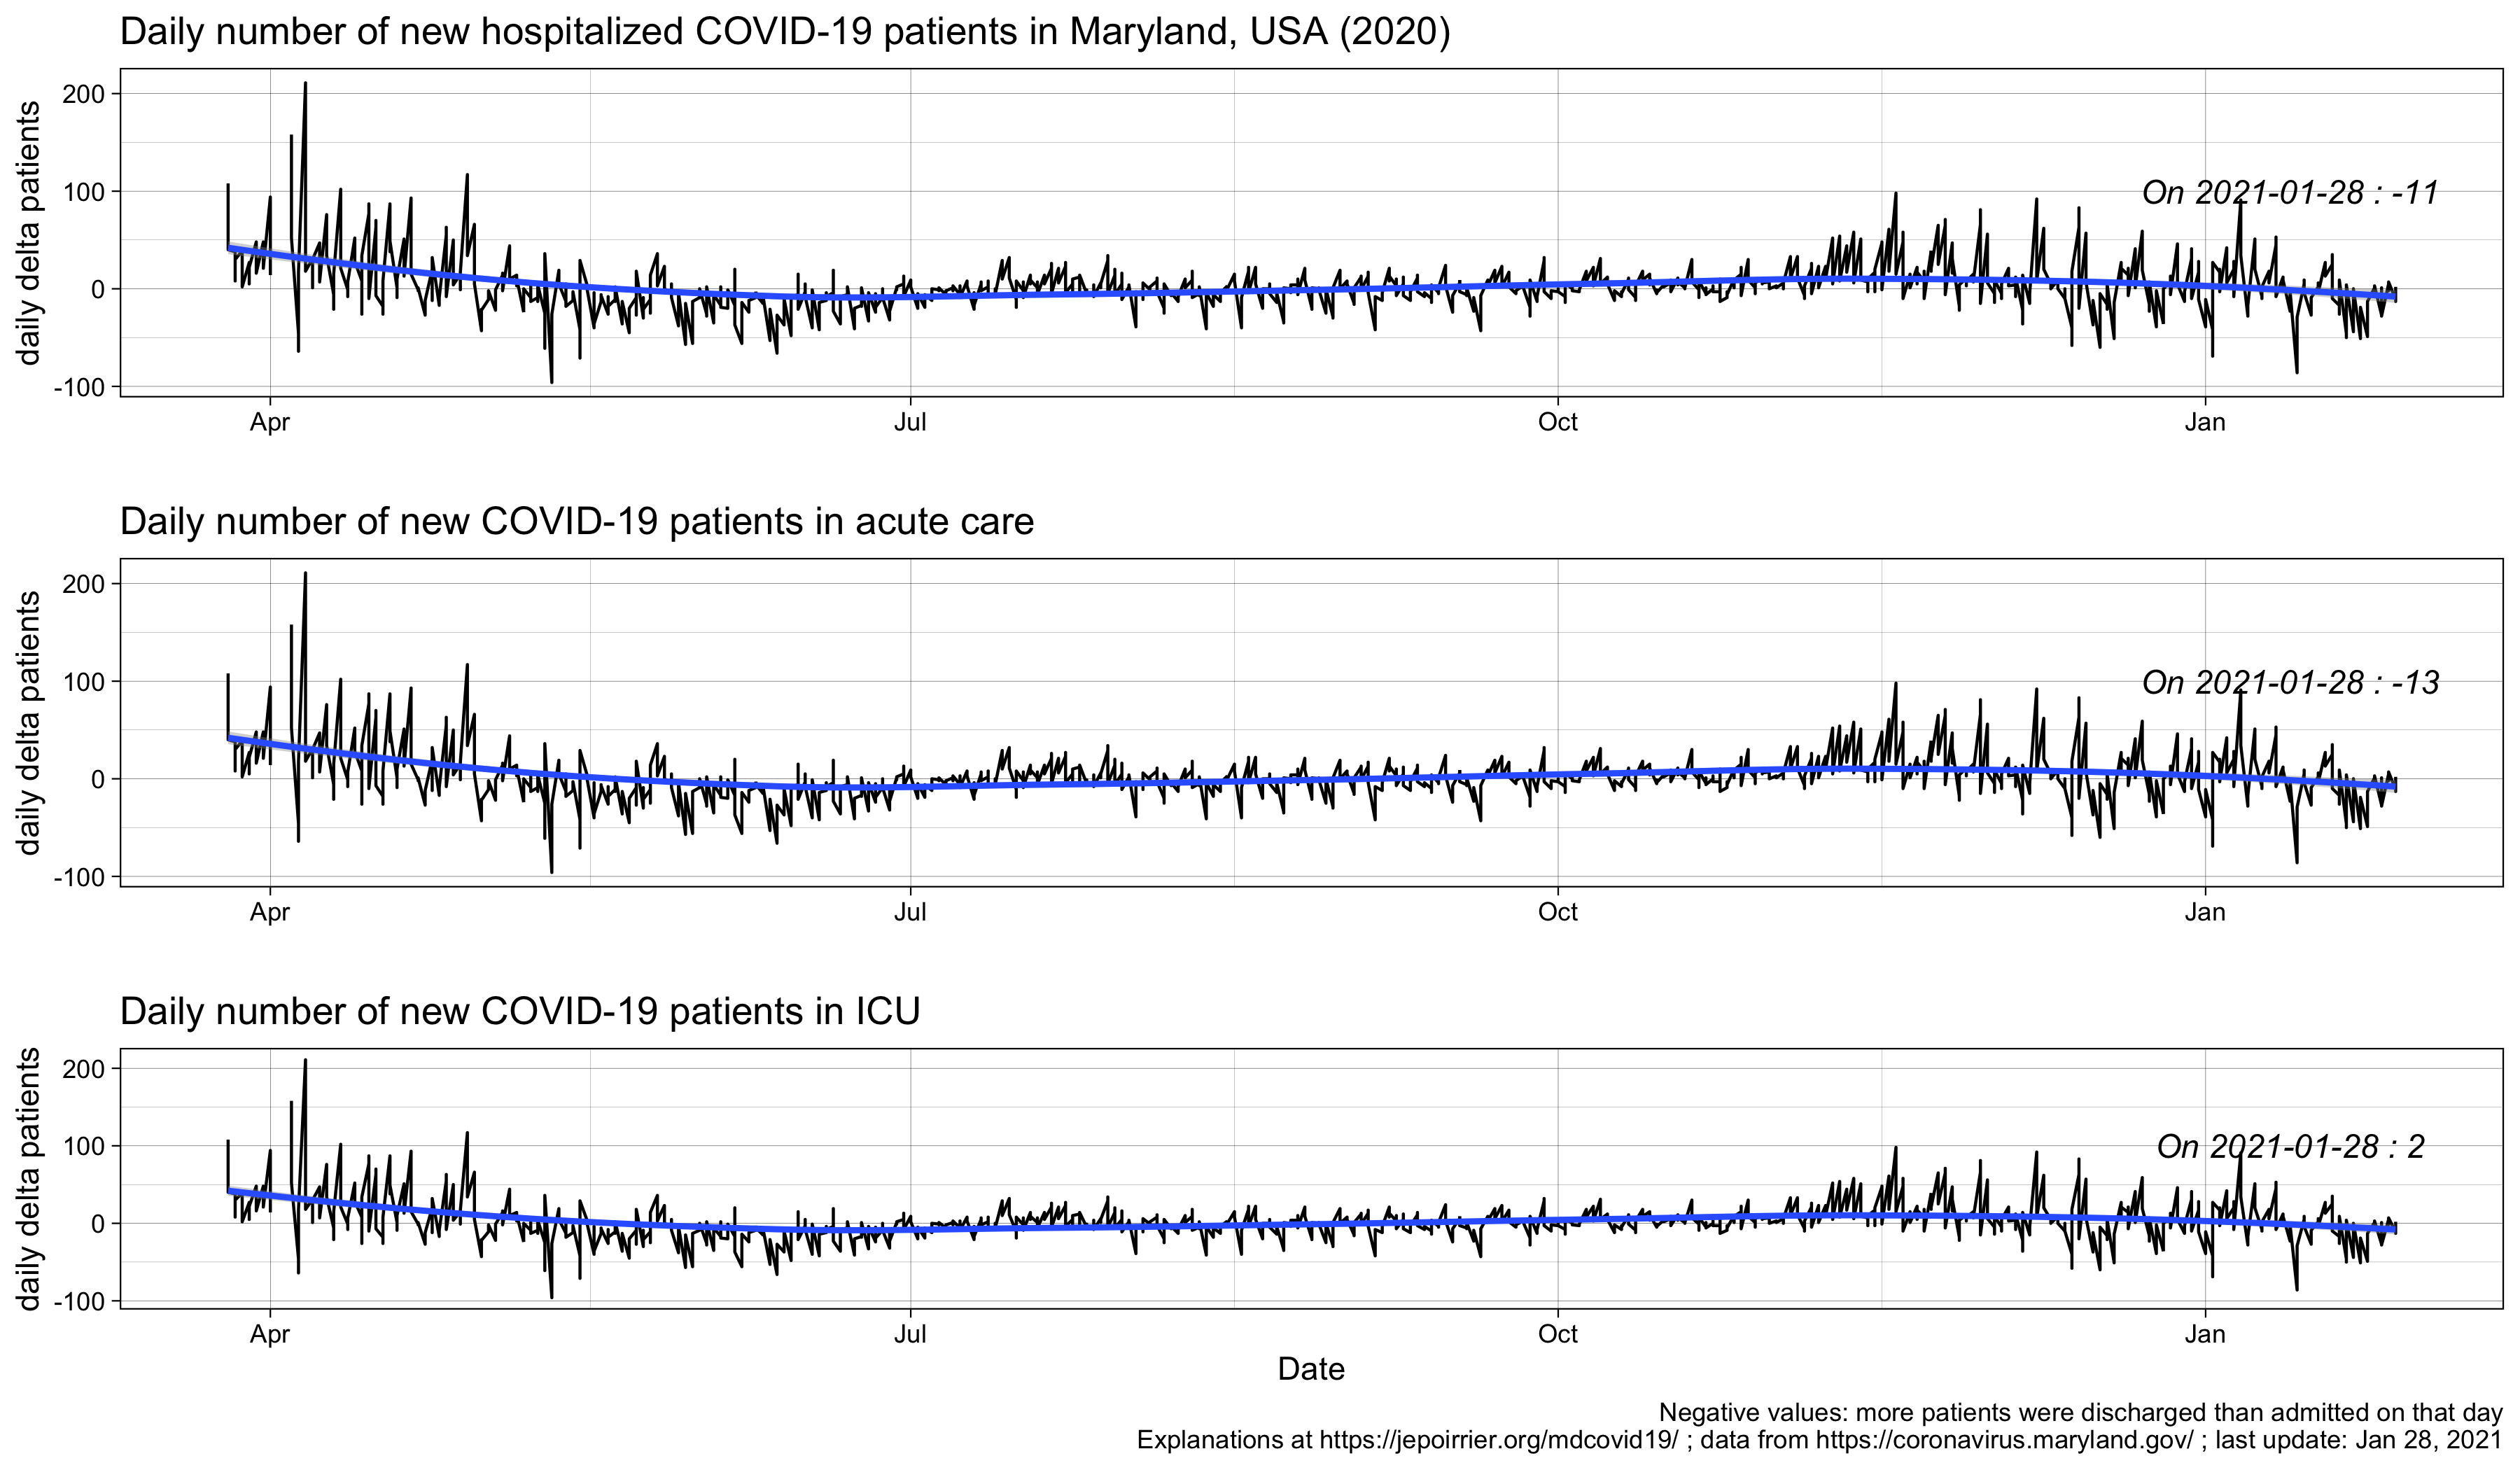 Daily number of new hospitalized COVID-19 patients in Maryland, USA (2020)
daily delta patients
200
100
0
-100
On 2021-01-28 : -11
Apr
Jul
Oct
Jan
Daily number of new COVID-19 patients in acute care
daily delta patients
200
100
0
-100
On 2021-01-28 : -13
Apr
Jul
Oct
Jan
Daily number of new COVID-19 patients in ICU
daily delta patients
200
100
0
-100
On 2021-01-28 : 2
Apr
Jul
Oct
Jan
Date
Negative values: more patients were discharged than admitted on that day
Explanations at https://jepoirrier.org/mdcovid19/ ; data from https://coronavirus.maryland.gov/ ; last update: Jan 28, 2021